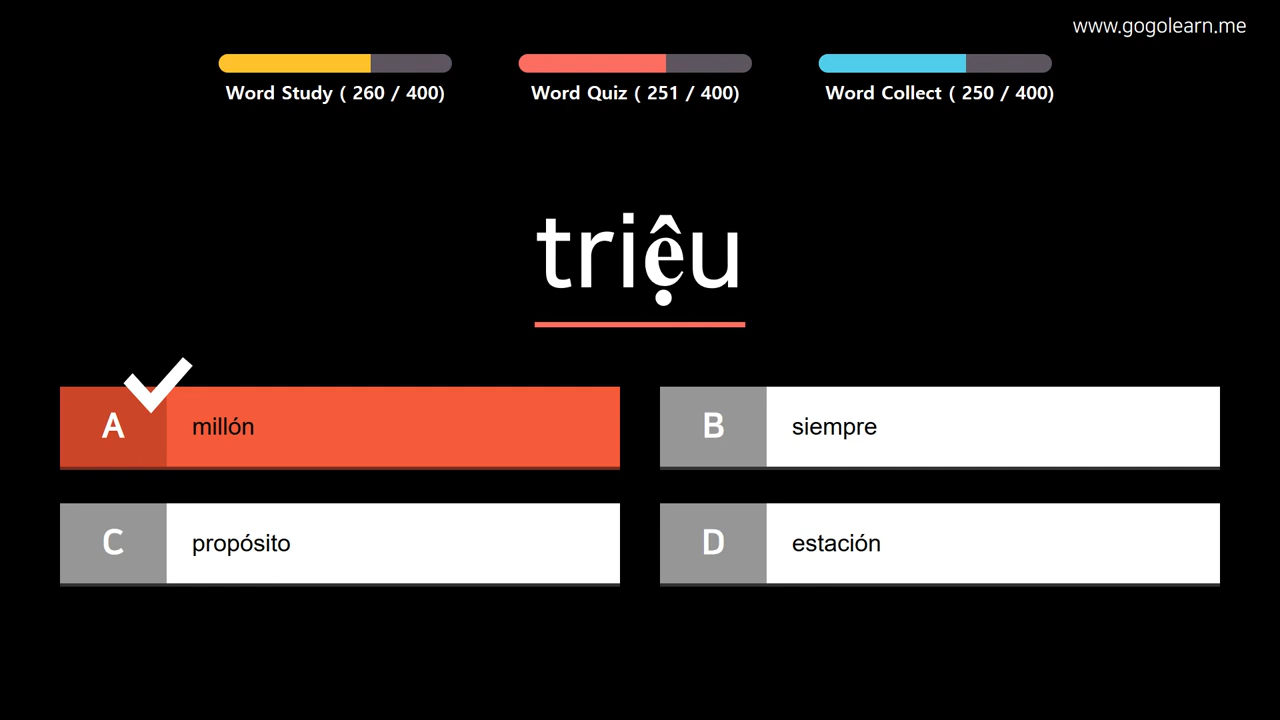 www.gogolearn.me
Word Study ( 260 / 400)
Word Quiz ( 251 / 400)
Word Collect ( 250 / 400)
triệu
A
millón
B
siempre
C
propósito
D
estación